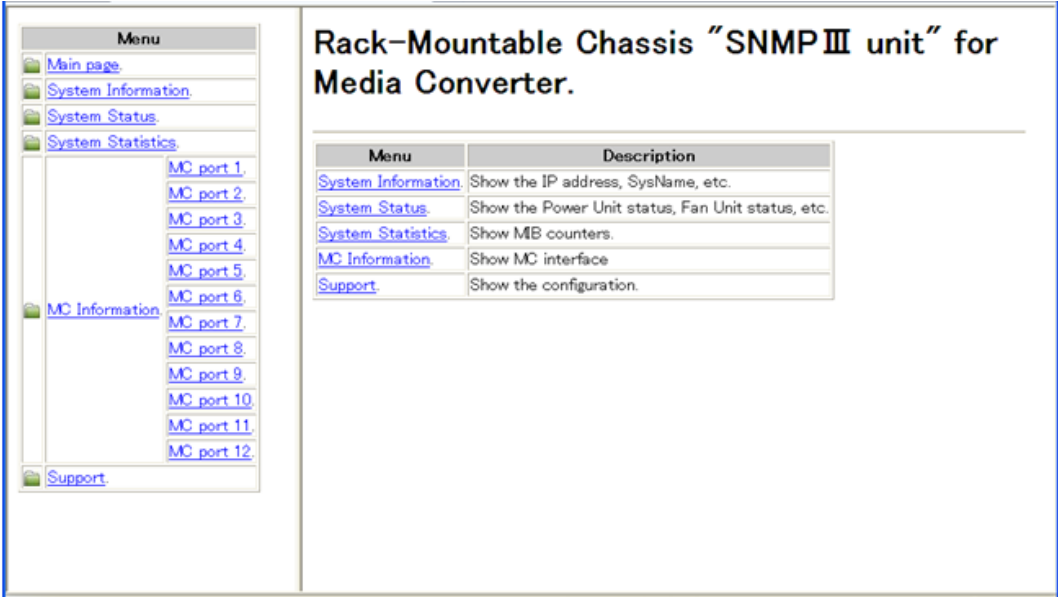 Menu
Main page.
System Information.
System Status.
System Statistics.
MC Information.
MC port 1.
MC port 2.
MC port 3.
MC port 4.
MC port 5.
MC port 6.
MC port 7.
MC port 8.
MC port 9.
MC port 10.
MC port 11.
MC port 12.
Support.
Rack-Mountable Chassis "SNMPⅢ unit" for
Media Converter.
Menu Description
System Information. Show the IP address, SysName, etc.
System Status. Show the Power Unit status, Fan Unit status, etc.
System Statistics. Show MIB counters.
MC Information. Show MC interface
Support. Show the configuration.